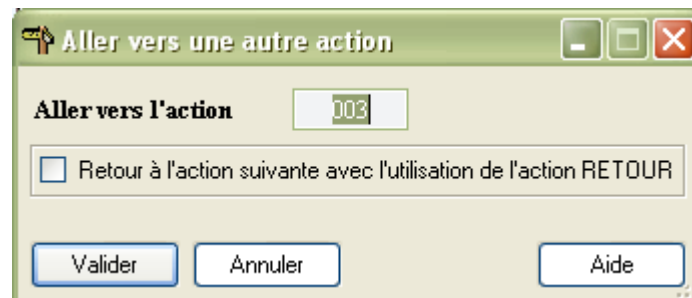 Aller vers une autre action
Aller vers l'action 003
Retour à l'action suivante avec l'utilisation de l'action RETOUR
Valider Annuler Aide